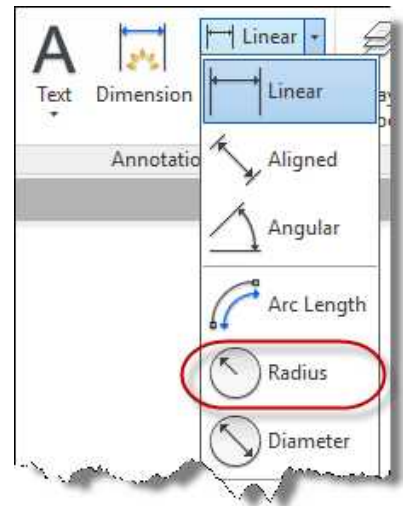 Linear
Text Dimension
Linear
Annotatio
Aligned
Angular
Arc Length
Radius
Diameter